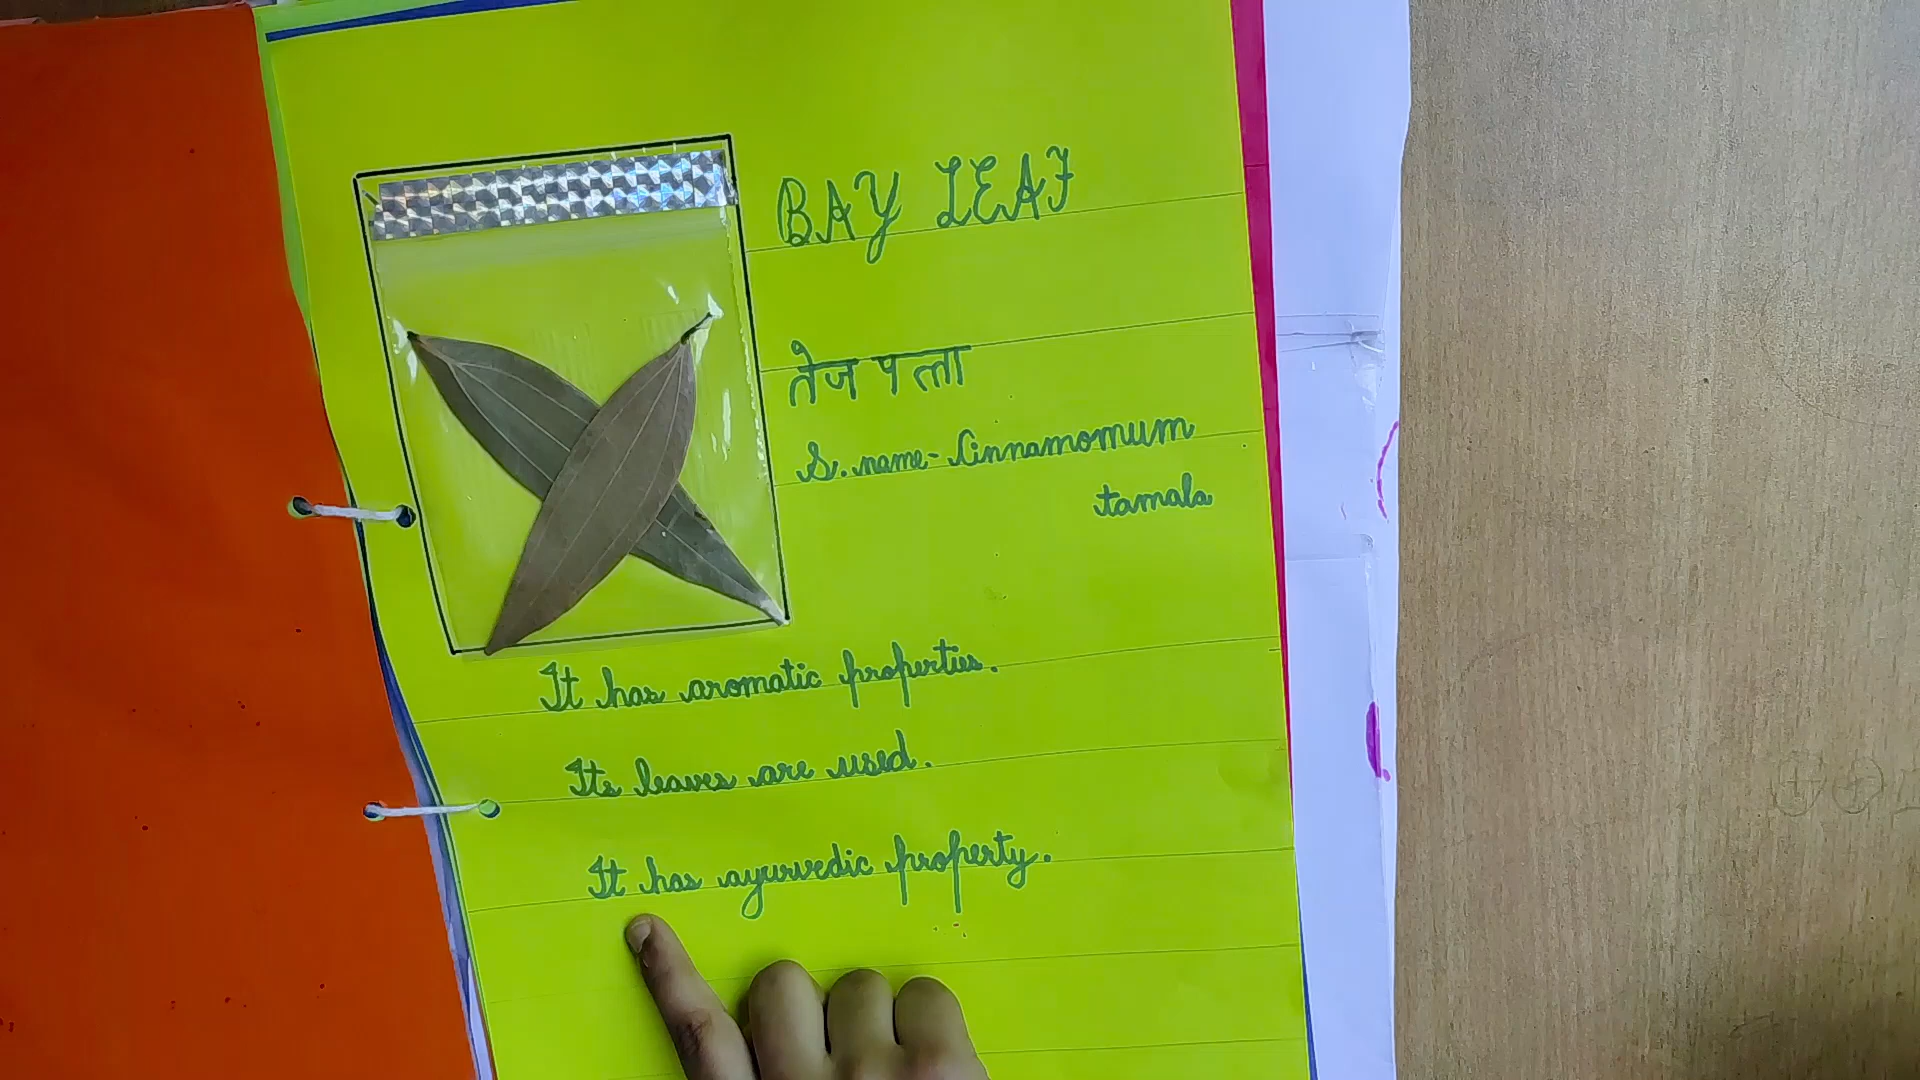 BAY LEAF
तेज पत्ता
S. name- Cinnamomum
tamala
It has aromatic properties.
Its leaves are used.
It has ayurvedic property.